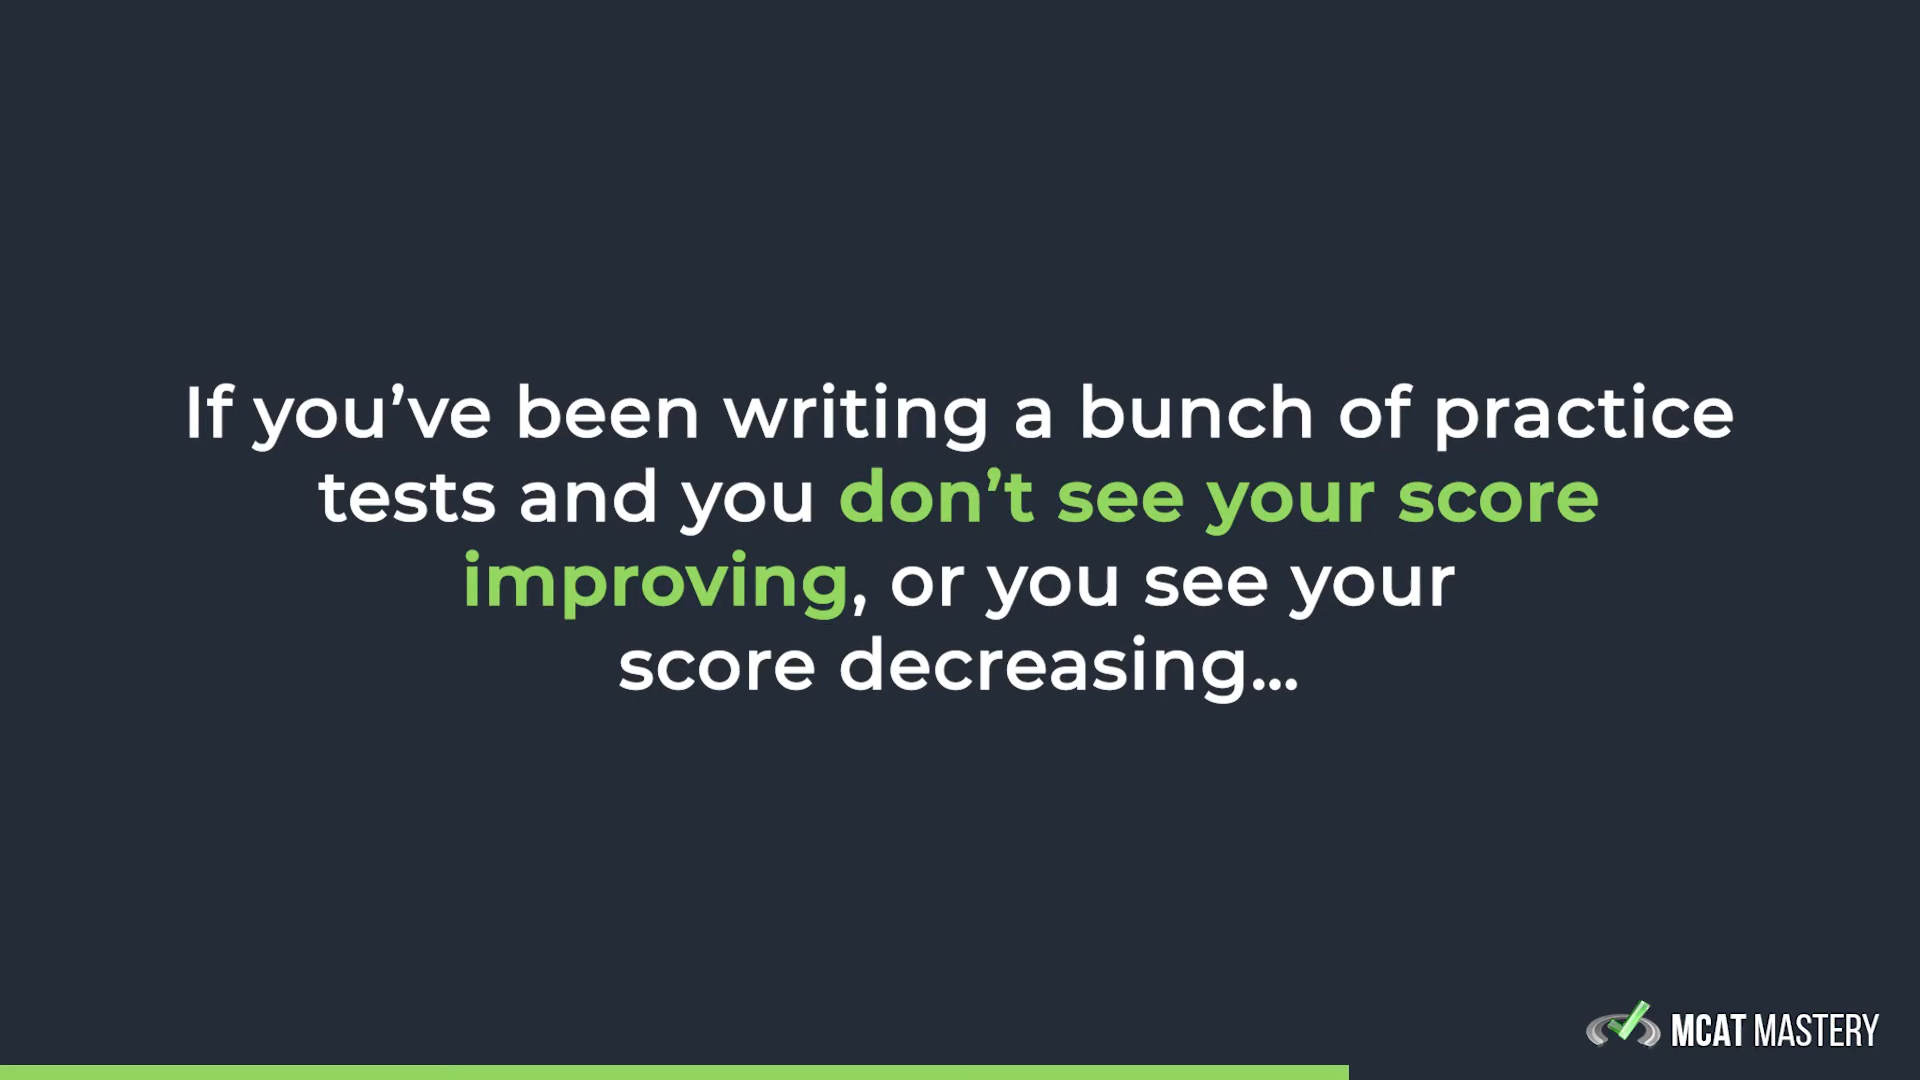 If you’ve been writing a bunch of practice
tests and you don’t see your score
improving, or you see your
score decreasing...
MCAT MASTERY